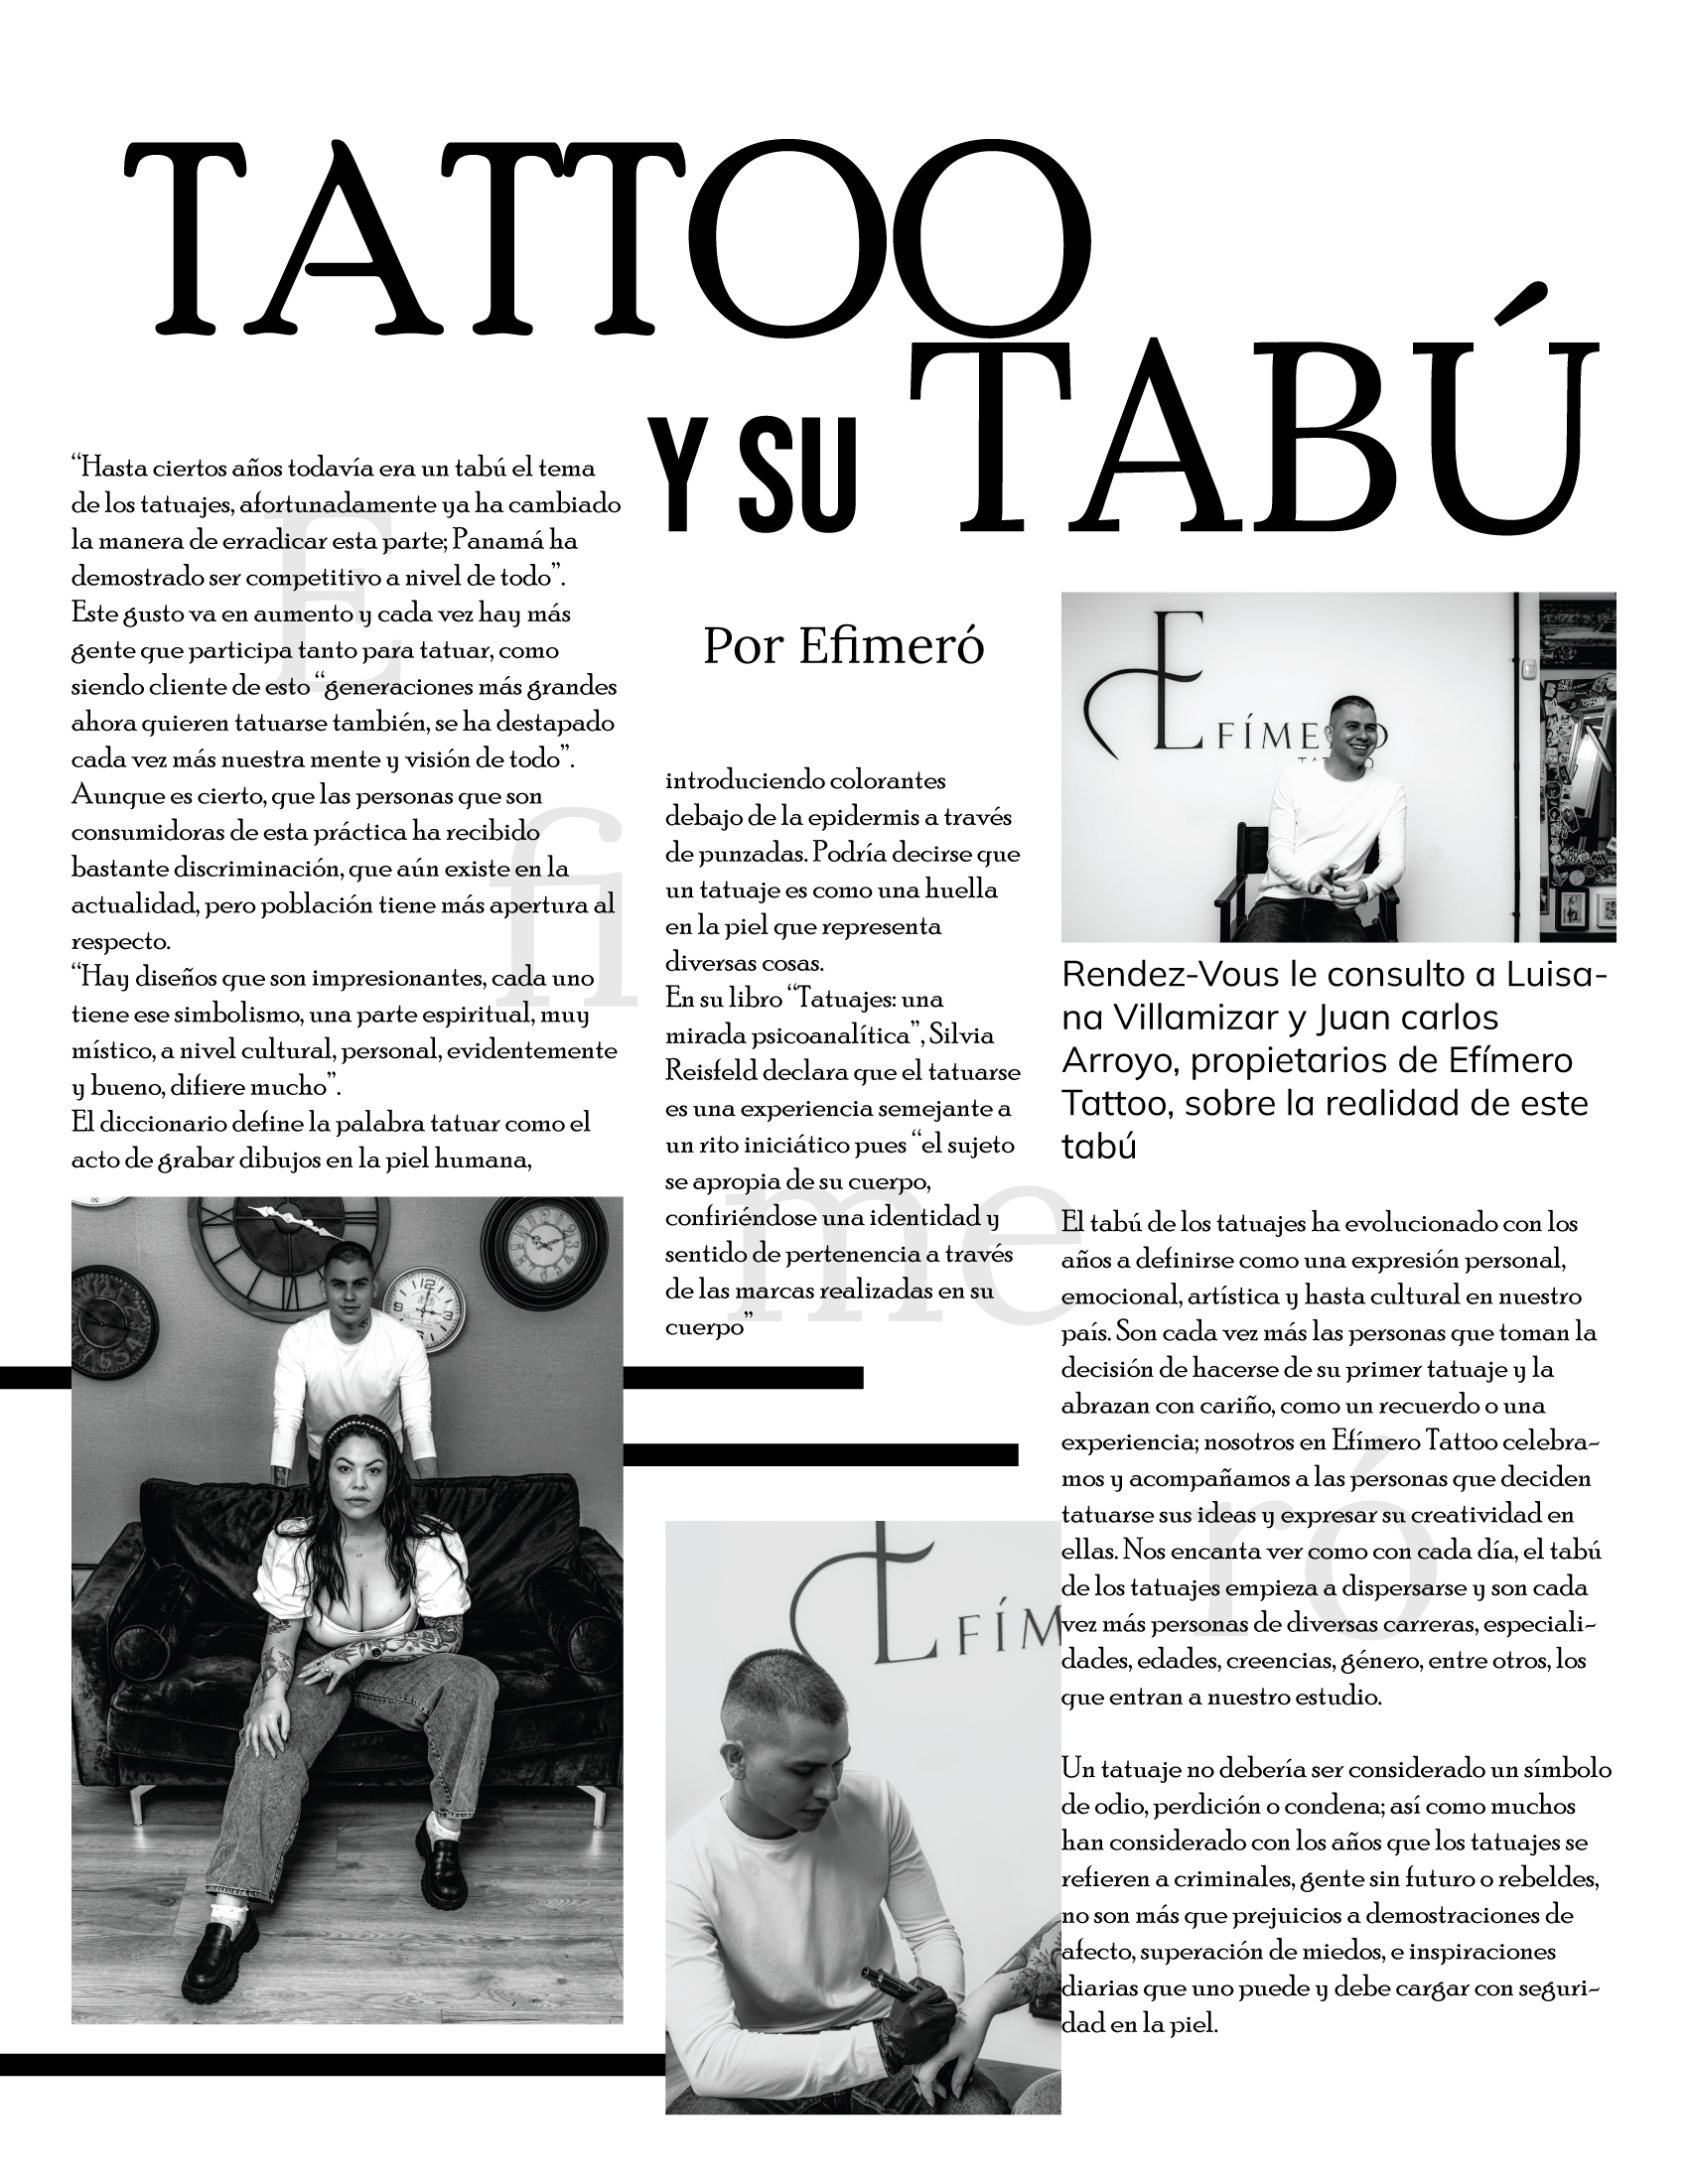 TATTOO
Y SU TABÚ
“Hasta ciertos años todavía era un tabú el tema
de los tatuajes, afortunadamente ya ha cambiado
la manera de erradicar esta parte; Panamá ha
demostrado ser competitivo a nivel de todo”.
Este gusto va en aumento y cada vez hay más
gente que participa tanto para tatuar, como
siendo cliente de esto “generaciones más grandes
ahora quieren tatuarse también, se ha destapado
cada vez más nuestra mente y visión de todo”.
Aunque es cierto, que las personas que son
consumidoras de esta práctica ha recibido
bastante discriminación, que aún existe en la
actualidad, pero población tiene más apertura al
respecto.
“Hay diseños que son impresionantes, cada uno
tiene ese simbolismo, una parte espiritual, muy
místico, a nivel cultural, personal, evidentemente
y bueno, difiere mucho”.
El diccionario define la palabra tatuar como el
acto de grabar dibujos en la piel humana,
Por Efimeró
introduciendo colorantes
debajo de la epidermis a través
de punzadas. Podría decirse que
un tatuaje es como una huella
en la piel que representa
diversas cosas.
En su libro “Tatuajes: una
mirada psicoanalítica”, Silvia
Reisfeld declara que el tatuarse
es una experiencia semejante a
un rito iniciático pues “el sujeto
se apropia de su cuerpo,
confiriéndose una identidad y
sentido de pertenencia a través
de las marcas realizadas en su
cuerpo”
EFÍME O
Rendez-Vous le consulto a Luisa-
na Villamizar y Juan carlos
Arroyo, propietarios de Efímero
Tattoo, sobre la realidad de este
tabú
El tabú de los tatuajes ha evolucionado con los
años a definirse como una expresión personal,
emocional, artística y hasta cultural en nuestro
país. Son cada vez más las personas que toman la
decisión de hacerse de su primer tatuaje y la
abrazan con cariño, como un recuerdo o una
experiencia; nosotros en Efímero Tattoo celebra-
mos y acompañamos a las personas que deciden
tatuarse sus ideas y expresar su creatividad en
ellas. Nos encanta ver como con cada día, el tabú
de los tatuajes empieza a dispersarse y son cada
vez más personas de diversas carreras, especiali-
dades, edades, creencias, género, entre otros, los
que entran a nuestro estudio.
Un tatuaje no debería ser considerado un símbolo
de odio, perdición o condena; así como muchos
han considerado con los años que los tatuajes se
refieren a criminales, gente sin futuro o rebeldes,
no son más que prejuicios a demostraciones de
afecto, superación de miedos, e inspiraciones
diarias que uno puede y debe cargar con seguri-
dad en la piel.
EFÍM
E
fi
me
ró